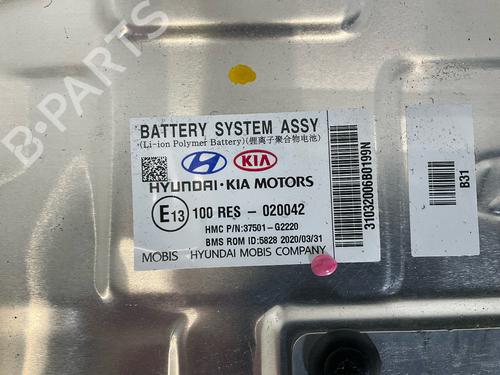 B-PARTS
BATTERY SYSTEM ASSY
(Li-ion Polymer Battery)(锂离子聚合物电池)
KIA
HYUNDAI·KIA MOTORS
E13 100 RES - 020042
HMC P/N:37501-G2220
BMS ROM ID:5828 2020/03/31
MOBIS HYUNDAI MOBIS COMPANY
31032006B0199N
B31